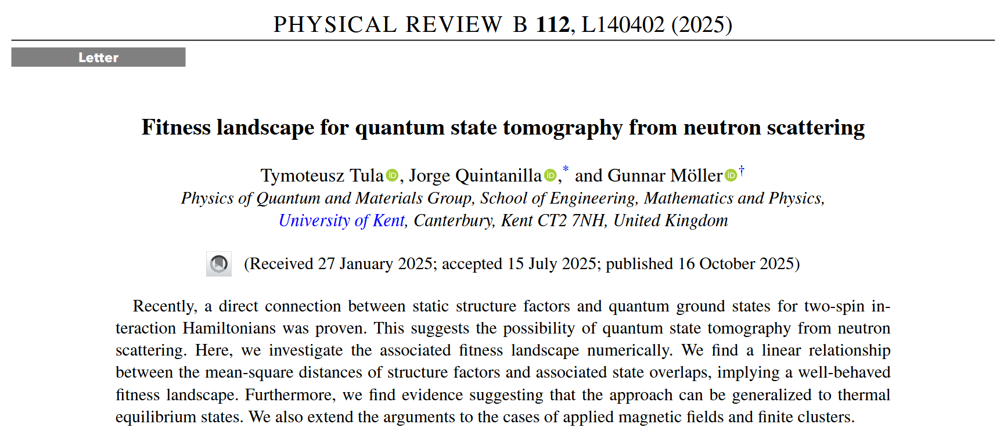 PHYSICAL REVIEW B 112, L140402 (2025)
Letter
Fitness landscape for quantum state tomography from neutron scattering
Tymoteusz Tula iD, Jorge Quintanilla iD,* and Gunnar Möller iD†
Physics of Quantum and Materials Group, School of Engineering, Mathematics and Physics,
University of Kent, Canterbury, Kent CT2 7NH, United Kingdom
(Received 27 January 2025; accepted 15 July 2025; published 16 October 2025)
Recently, a direct connection between static structure factors and quantum ground states for two-spin in-
teraction Hamiltonians was proven. This suggests the possibility of quantum state tomography from neutron
scattering. Here, we investigate the associated fitness landscape numerically. We find a linear relationship
between the mean-square distances of structure factors and associated state overlaps, implying a well-behaved
fitness landscape. Furthermore, we find evidence suggesting that the approach can be generalized to thermal
equilibrium states. We also extend the arguments to the cases of applied magnetic fields and finite clusters.